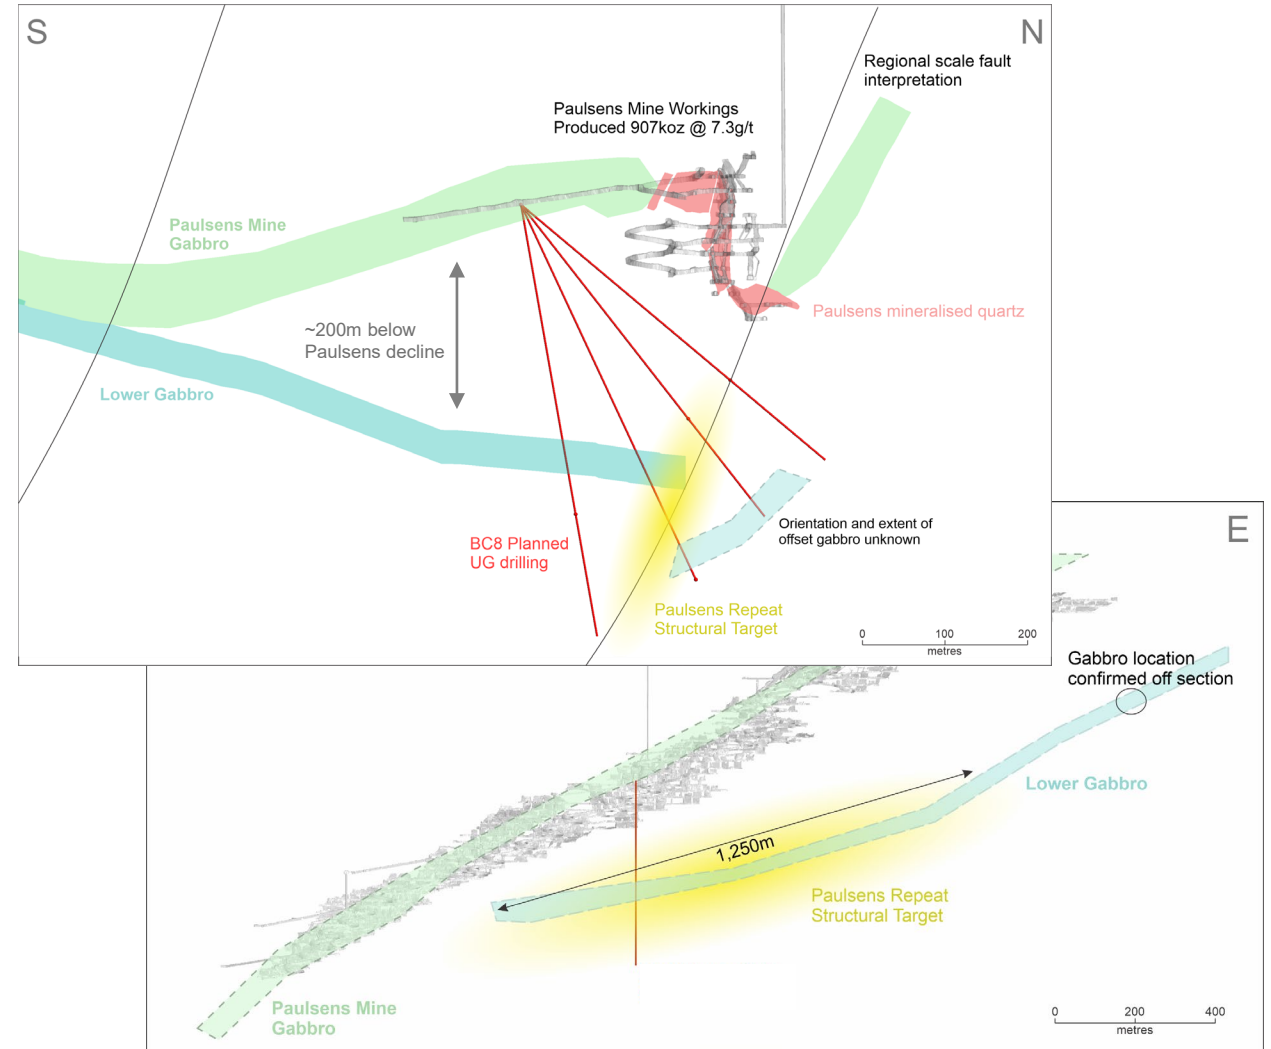 S
N
Regional scale fault
interpretation
Paulsens Mine Workings
Produced 907koz @ 7.3g/t
Paulsens Mine
Gabbro
Paulsens mineralised quartz
~200m below
Paulsens decline
Lower Gabbro
Orientation and extent of
offset gabbro unknown
BC8 Planned
UG drilling
Paulsens Repeat
Structural Target
0 100 200
metres
E
Gabbro location
confirmed off section
Lower Gabbro
1,250m
Paulsens Repeat
Structural Target
Paulsens Mine
Gabbro
0 200 400
metres